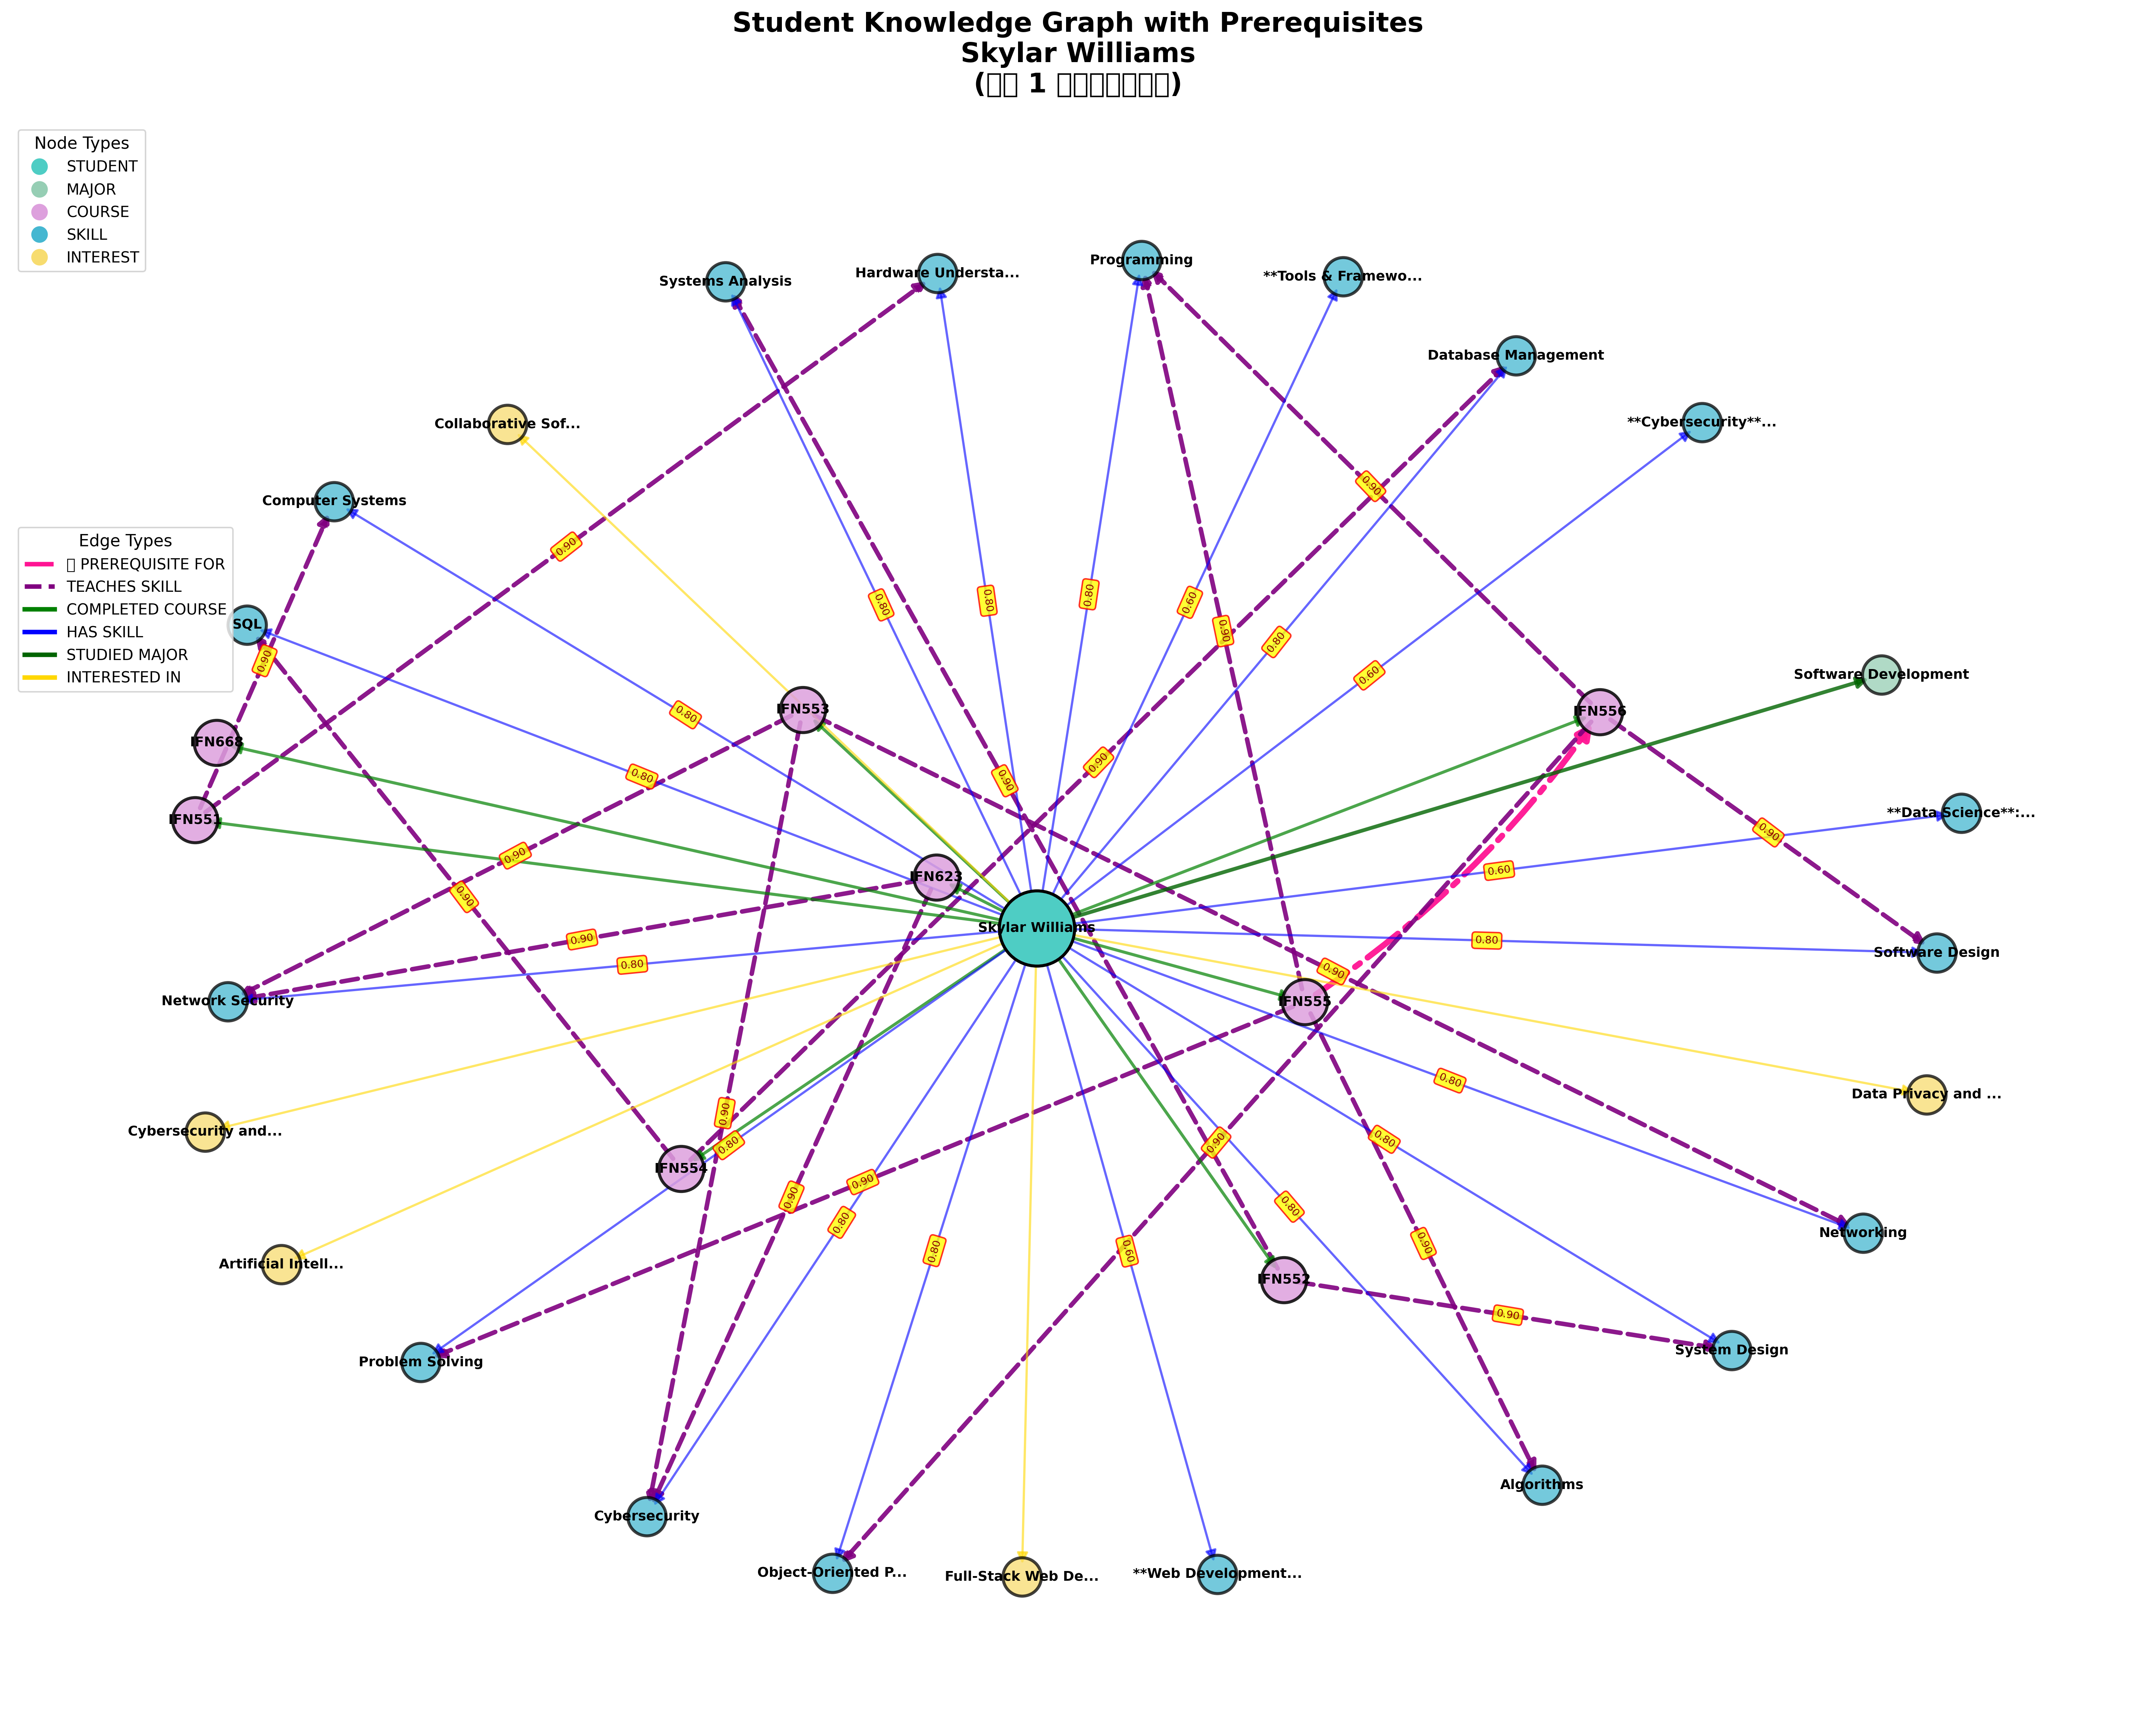 Student Knowledge Graph with Prerequisites
Skylar Williams
(□□ 1 □□□□□□□)
Node Types
STUDENT
MAJOR
COURSE
SKILL
INTEREST
Programming
Hardware Understa...
**Tools & Framewo...
Systems Analysis
Database Management
**Cybersecurity**...
Collaborative Sof...
0.90
Computer Systems
Edge Types
□ PREREQUISITE FOR
TEACHES SKILL
COMPLETED COURSE
HAS SKILL
STUDIED MAJOR
INTERESTED IN
0.90
0.80
0.80
0.80
0.60
SQL
0.90
0.80
0.90
0.60
Software Development
IFN553
IFN556
0.80
IFN668
0.90
0.80
0.90
**Data Science**:...
IFN551
0.90
0.90
0.60
IFN623
0.90
Skylar Williams
0.90
0.80
Software Design
0.80
0.90
Network Security
IFN555
0.80
Data Privacy and ...
0.90
Cybersecurity and...
0.80
0.90
0.80
IFN554
0.90
0.90
0.80
0.80
Networking
0.90
0.80
0.60
Artificial Intell...
IFN552
0.90
System Design
Problem Solving
Algorithms
Cybersecurity
Object-Oriented P...
Full-Stack Web De...
**Web Development...